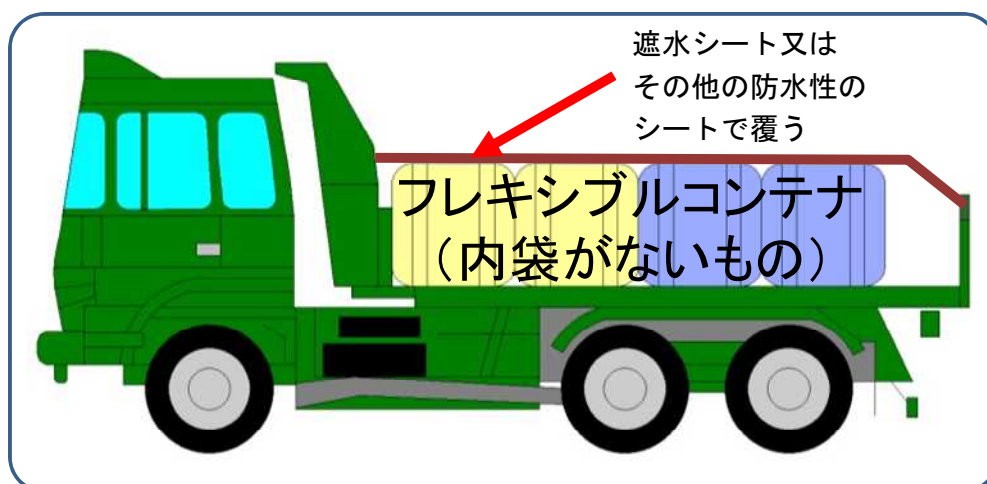 遮水シート又は
その他の防水性の
シートで覆う
フレキシブルコンテナ
（内袋がないもの）